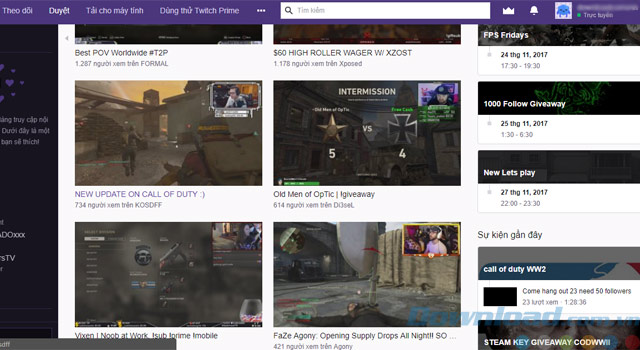 Theo dõi Duyệt Tải cho máy tính Dùng thử Twitch Prime ••• Tìm kiếm
Trực tuyến
đáng truy cập nội
Dưới đây là một
bạn sẽ thích!
ADOxxx
rsTV
Best POV Worldwide #T2P
1.287 người xem trên FORMAL
$60 HIGH ROLLER WAGER W/ XZOST
1.178 người xem trên Xposed
INTERMISSION
Old Men of OpTic
Free Cash
VS
5 4
NEW UPDATE ON CALL OF DUTY :)
734 người xem trên KOSDFF
Old Men of OpTic | !giveaway
614 người xem trên Di3seL
Vixen | Noob at Work, !sub !prime !mobile
FaZe Agony: Opening Supply Drops All Night!! SO ...
421 người xem trên Agony
FPS Fridays
24 thg 11, 2017
17:30 - 19:30
1000 Follow Giveaway
25 thg 11, 2017
1:30 - 6:30
New Lets play
27 thg 11, 2017
22:00 - 23:30
Sự kiện gần đây
call of duty WW2
Come hang out 23 need 50 followers
23 lượt xem · 1:28:36
STEAM KEY GIVEAWAY CODWWII
Download.com.vn